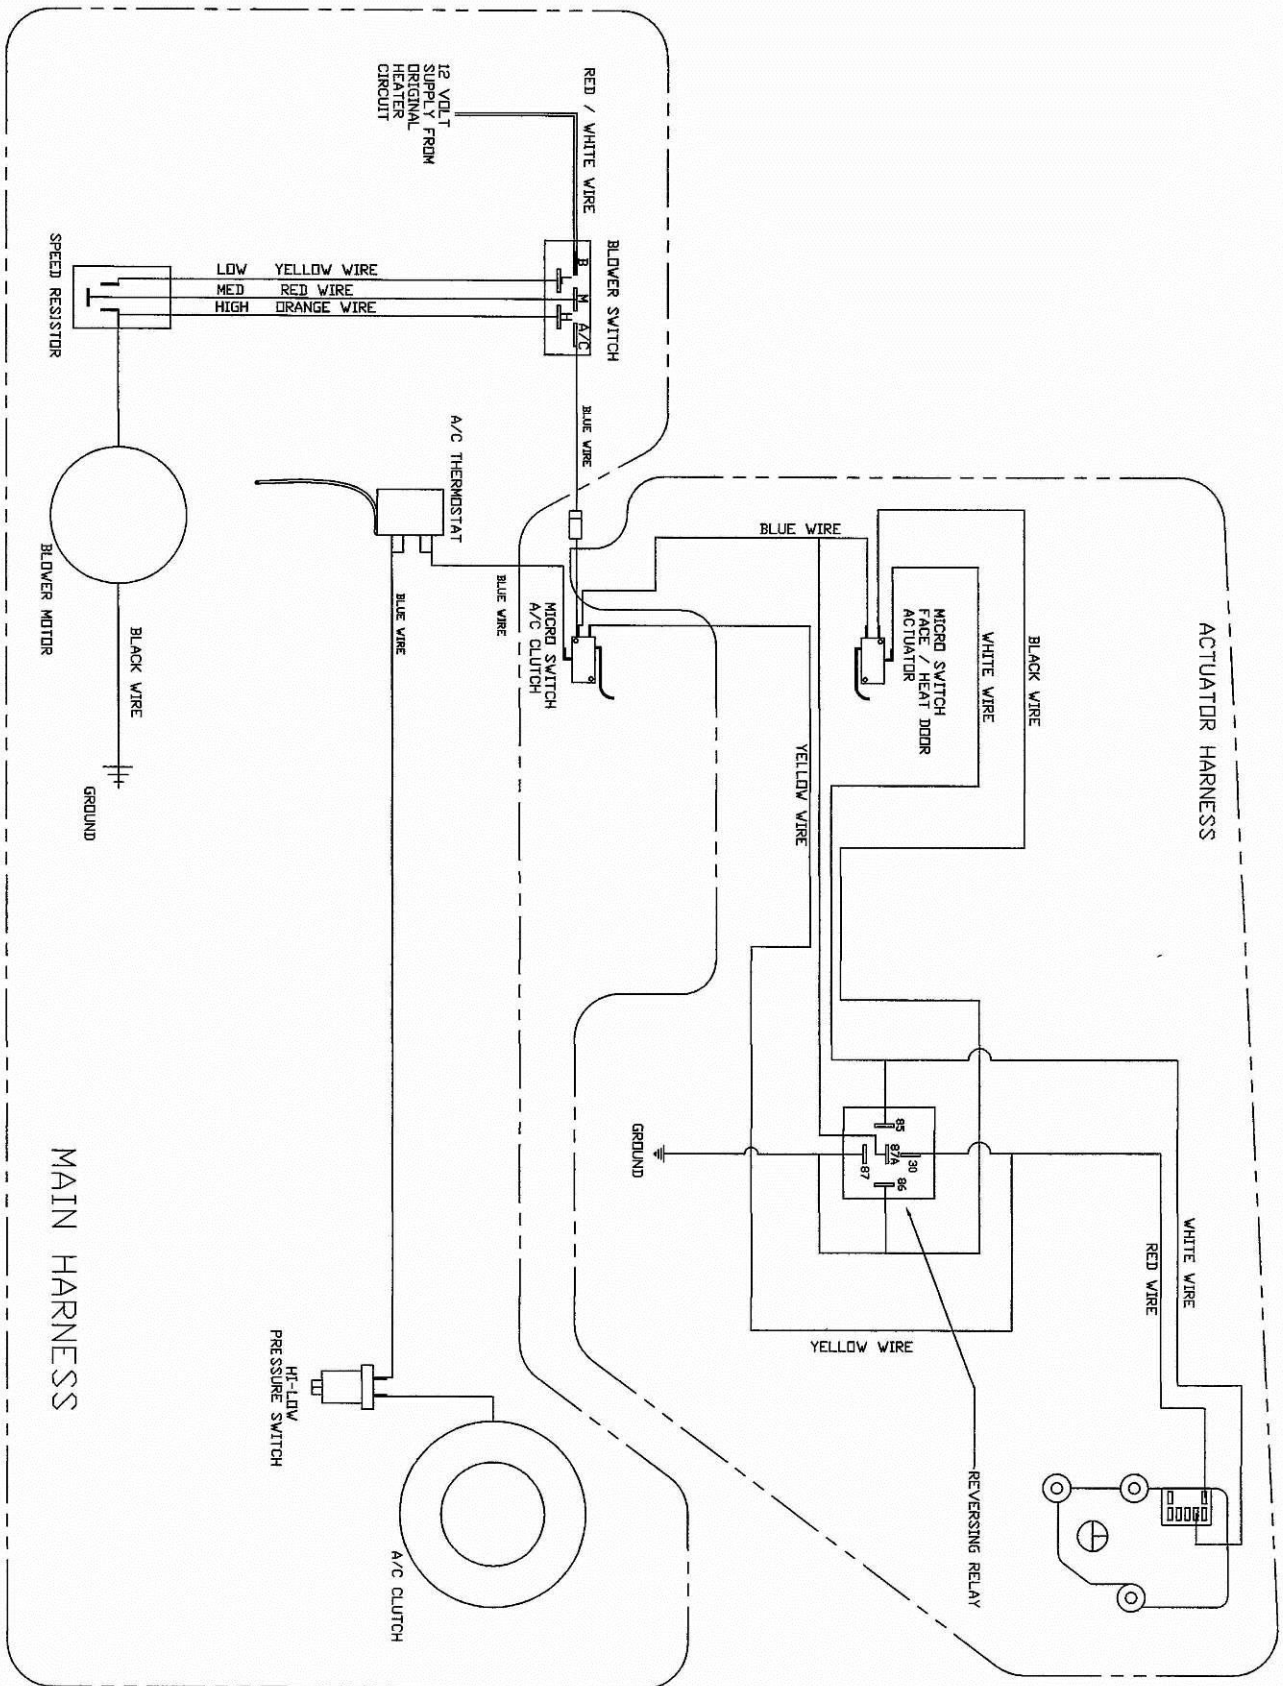 12 VOLT
SUPPLY FROM
ORIGINAL
HEATER
CIRCUIT
RED / WHITE WIRE
BLOWER SWITCH
B
L
M
H
A/C
SPEED RESISTOR
LOW YELLOW WIRE
MED RED WIRE
HIGH ORANGE WIRE
BLUE WIRE
A/C THERMOSTAT
BLOWER MOTOR
BLACK WIRE
GROUND
BLUE WIRE
BLUE WIRE
MICRO SWITCH
A/C CLUTCH
BLUE WIRE
MICRO SWITCH
FACE / HEAT DOOR
ACTUATOR
WHITE WIRE
BLACK WIRE
ACTUATOR HARNESS
YELLOW WIRE
GROUND
85
87A
30
87
86
WHITE WIRE
RED WIRE
YELLOW WIRE
REVERSING RELAY
HI-LOW
PRESSURE SWITCH
A/C CLUTCH
MAIN HARNESS